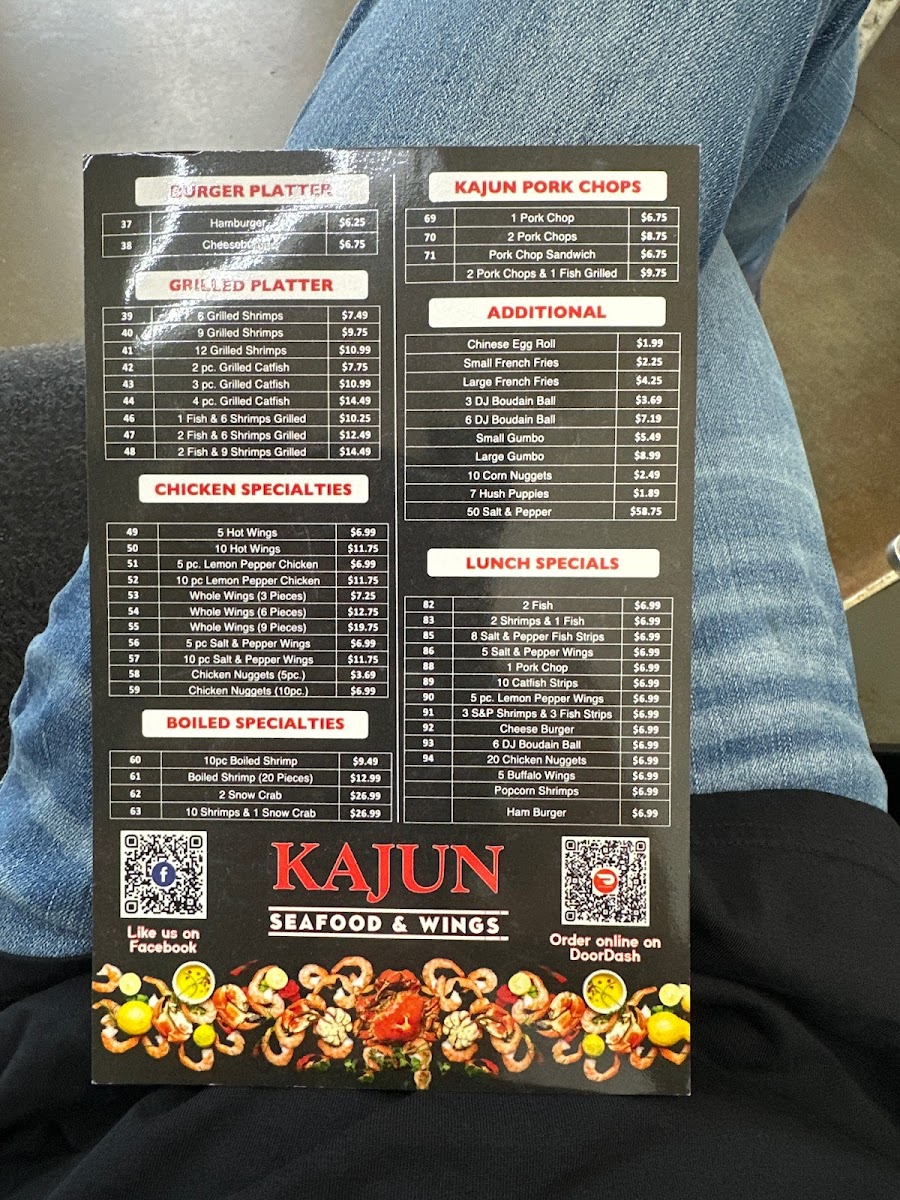 BURGER PLATTER
37 Hamburger $6.25
38 Cheeseburger $6.75
GRILLED PLATTER
39 6 Grilled Shrimps $7.49
40 9 Grilled Shrimps $9.75
41 12 Grilled Shrimps $10.99
42 2 pc. Grilled Catfish $7.75
43 3 pc. Grilled Catfish $10.99
44 4 pc. Grilled Catfish $14.49
46 1 Fish & 6 Shrimps Grilled $10.25
47 2 Fish & 6 Shrimps Grilled $12.49
48 2 Fish & 9 Shrimps Grilled $14.49
CHICKEN SPECIALTIES
49 5 Hot Wings $6.99
50 10 Hot Wings $11.75
51 5 pc. Lemon Pepper Chicken $6.99
52 10 pc Lemon Pepper Chicken $11.75
53 Whole Wings (3 Pieces) $7.25
54 Whole Wings (6 Pieces) $12.75
55 Whole Wings (9 Pieces) $19.75
56 5 pc Salt & Pepper Wings $6.99
57 10 pc Salt & Pepper Wings $11.75
58 Chicken Nuggets (5pc.) $3.69
59 Chicken Nuggets (10pc.) $6.99
BOILED SPECIALTIES
60 10pc Boiled Shrimp $9.49
61 Boiled Shrimp (20 Pieces) $12.99
62 2 Snow Crab $26.99
63 10 Shrimps & 1 Snow Crab $26.99
KAJUN PORK CHOPS
69 1 Pork Chop $6.75
70 2 Pork Chops $8.75
71 Pork Chop Sandwich $6.75
2 Pork Chops & 1 Fish Grilled $9.75
ADDITIONAL
Chinese Egg Roll $1.99
Small French Fries $2.25
Large French Fries $4.25
3 DJ Boudain Ball $3.69
6 DJ Boudain Ball $7.19
Small Gumbo $5.49
Large Gumbo $8.99
10 Corn Nuggets $2.49
7 Hush Puppies $1.89
50 Salt & Pepper $58.75
LUNCH SPECIALS
82 2 Fish $6.99
83 2 Shrimps & 1 Fish $6.99
85 8 Salt & Pepper Fish Strips $6.99
86 5 Salt & Pepper Wings $6.99
88 1 Pork Chop $6.99
89 10 Catfish Strips $6.99
90 5 pc. Lemon Pepper Wings $6.99
91 3 S&P Shrimps & 3 Fish Strips $6.99
92 Cheese Burger $6.99
93 6 DJ Boudain Ball $6.99
94 20 Chicken Nuggets $6.99
5 Buffalo Wings $6.99
Popcorn Shrimps $6.99
Ham Burger $6.99
f
Like us on
Facebook
KAJUN
SEAFOOD & WINGS
Order online on
DoorDash